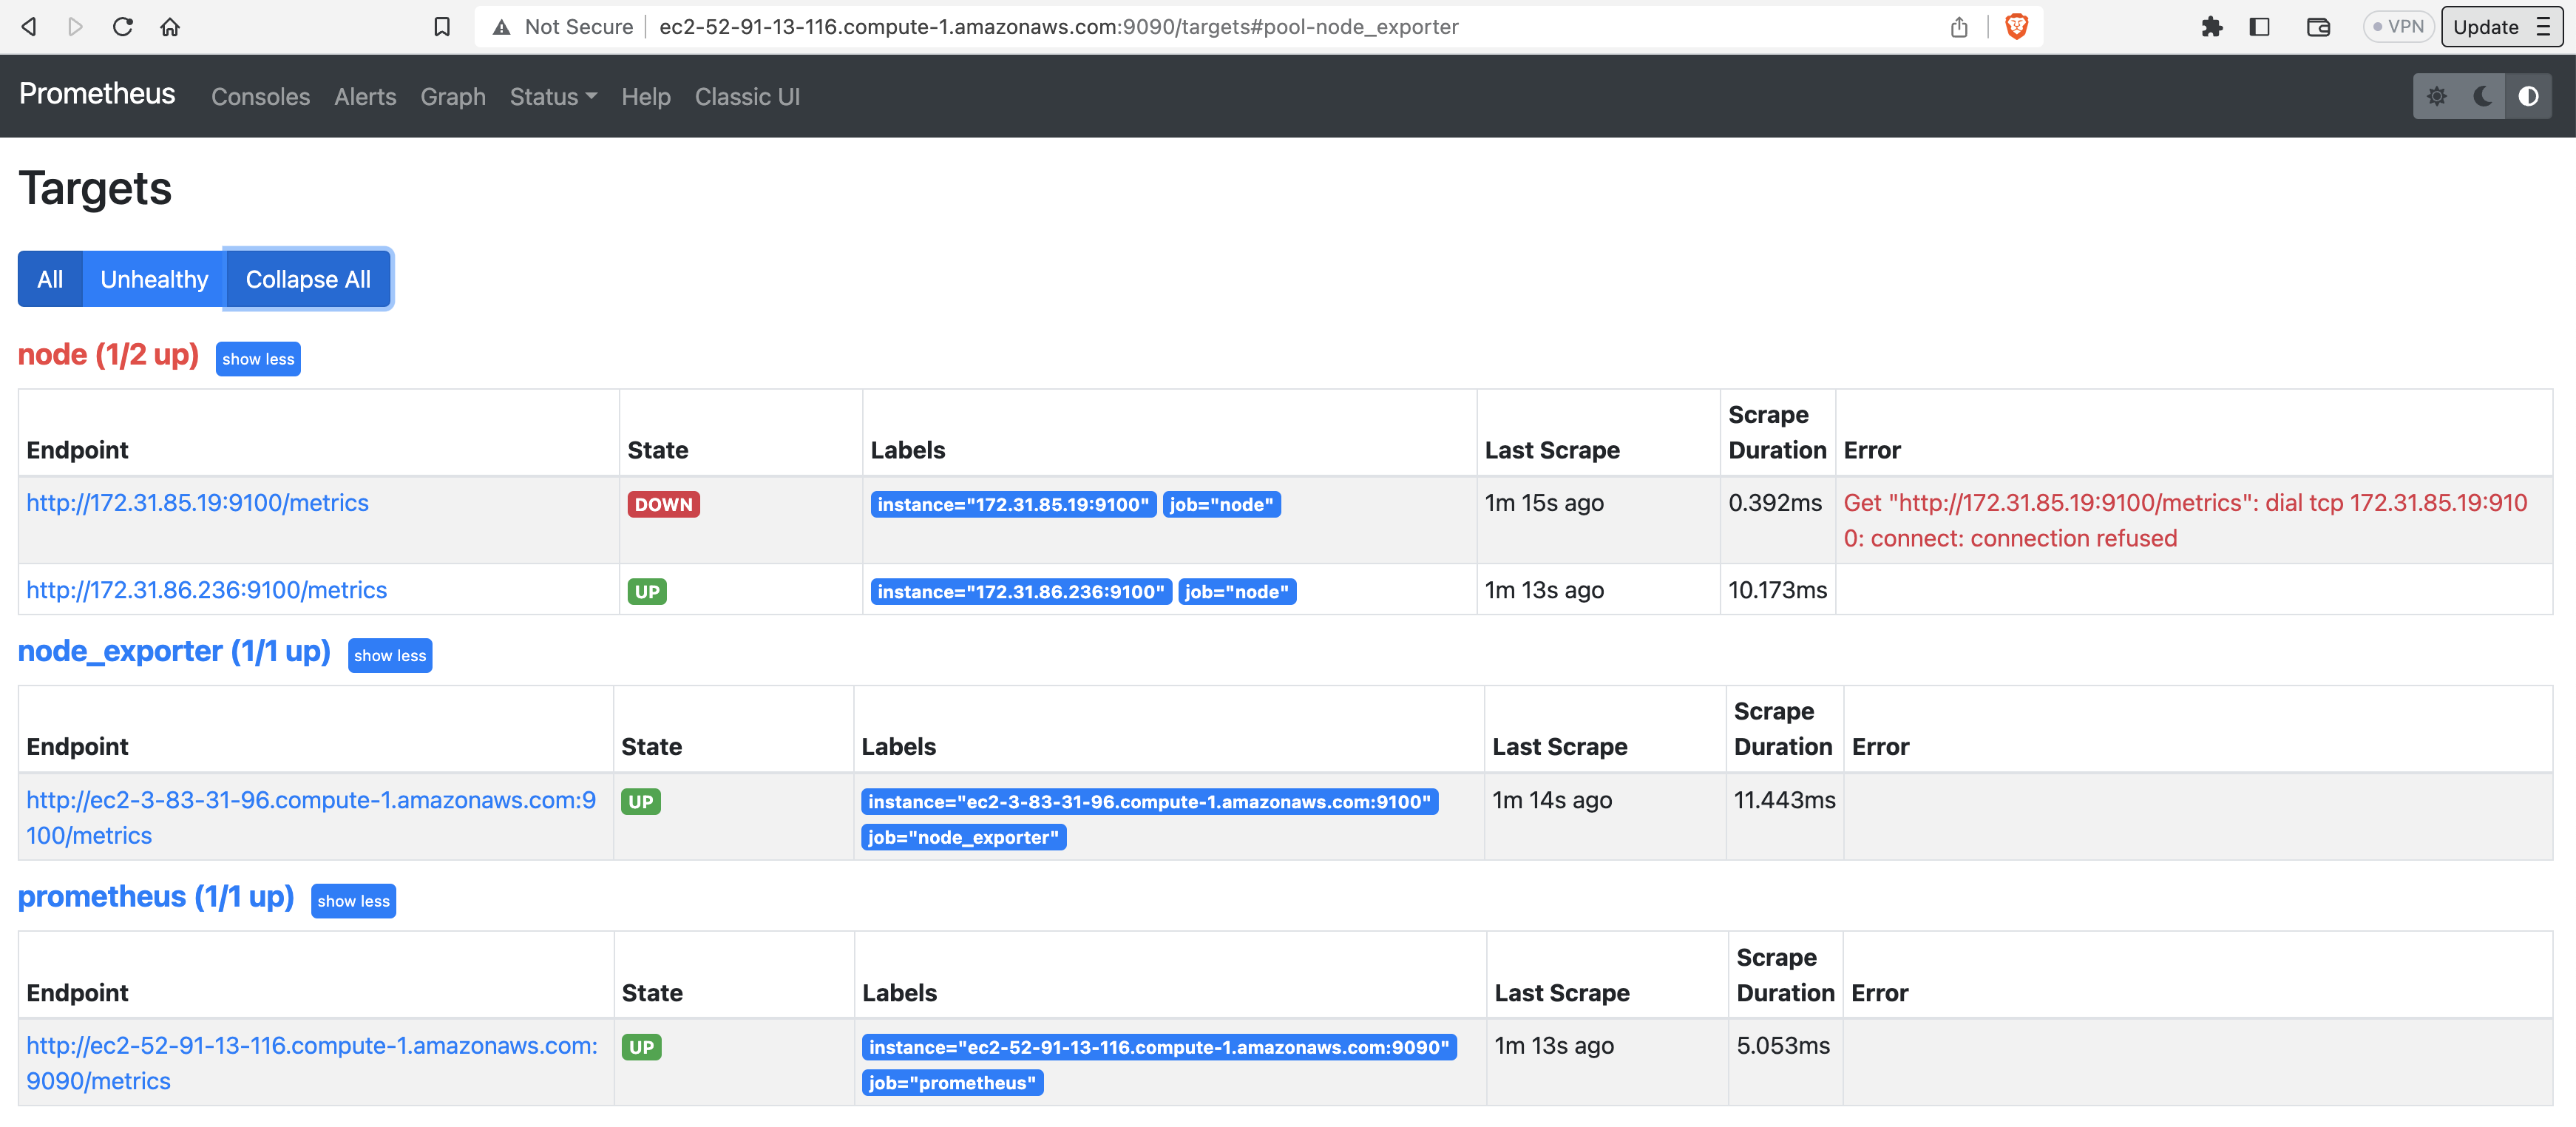 Not Secure ec2-52-91-13-116.compute-1.amazonaws.com:9090/targets#pool-node_exporter VPN Update
Prometheus Consoles Alerts Graph Status Help Classic UI
Targets
All Unhealthy Collapse All
node (1/2 up) show less
Endpoint State Labels Last Scrape Scrape Duration Error
http://172.31.85.19:9100/metrics DOWN instance="172.31.85.19:9100" job="node" 1m 15s ago 0.392ms Get "http://172.31.85.19:9100/metrics": dial tcp 172.31.85.19:910
0: connect: connection refused
http://172.31.86.236:9100/metrics UP instance="172.31.86.236:9100" job="node" 1m 13s ago 10.173ms
node_exporter (1/1 up) show less
Endpoint State Labels Last Scrape Scrape Duration Error
http://ec2-3-83-31-96.compute-1.amazonaws.com:9 UP instance="ec2-3-83-31-96.compute-1.amazonaws.com:9100" 1m 14s ago 11.443ms
100/metrics job="node_exporter"
prometheus (1/1 up) show less
Endpoint State Labels Last Scrape Scrape Duration Error
http://ec2-52-91-13-116.compute-1.amazonaws.com: UP instance="ec2-52-91-13-116.compute-1.amazonaws.com:9090" 1m 13s ago 5.053ms
9090/metrics job="prometheus"